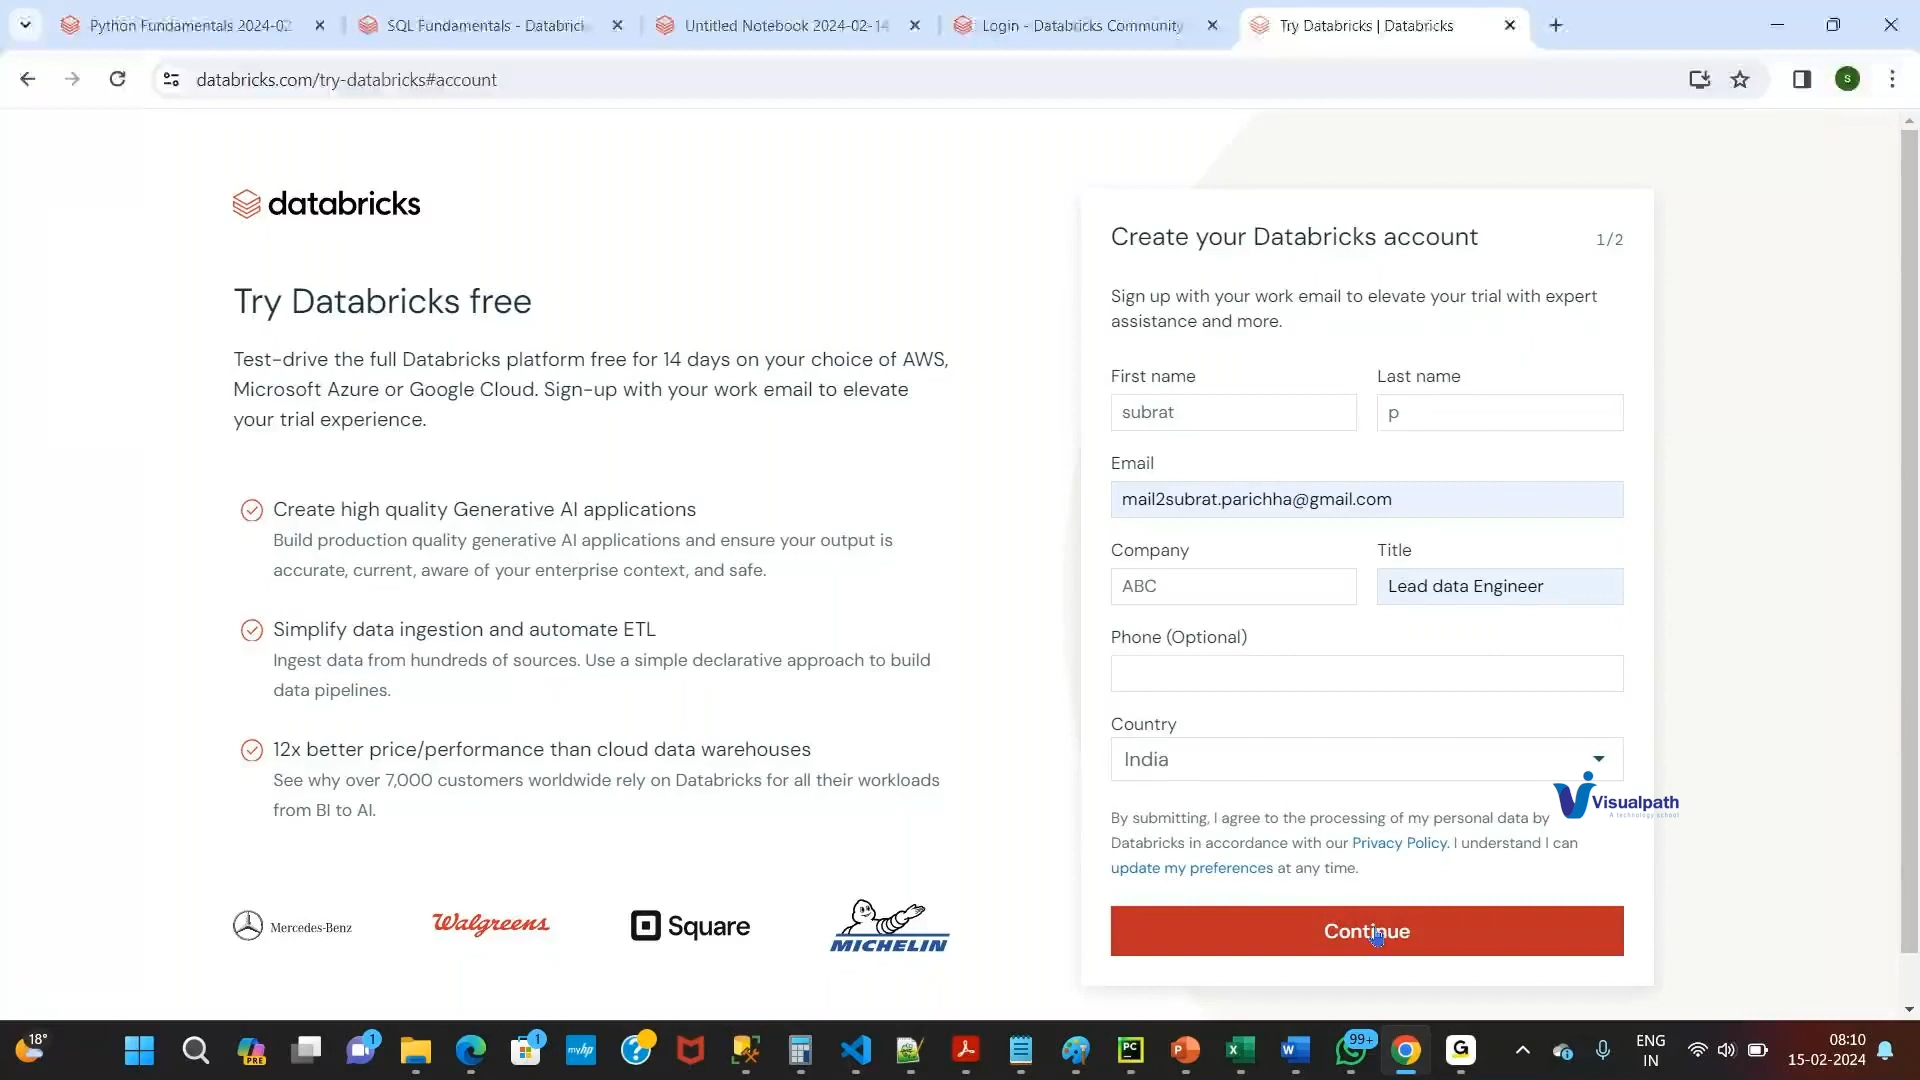 Python Fundamentals 2024-02
SQL Fundamentals - Databrick
Untitled Notebook 2024-02-14
Login - Databricks Community
Try Databricks | Databricks
databricks.com/try-databricks#account
S
databricks
Try Databricks free
Test-drive the full Databricks platform free for 14 days on your choice of AWS,
Microsoft Azure or Google Cloud. Sign-up with your work email to elevate
your trial experience.
Create high quality Generative AI applications
Build production quality generative AI applications and ensure your output is
accurate, current, aware of your enterprise context, and safe.
Simplify data ingestion and automate ETL
Ingest data from hundreds of sources. Use a simple declarative approach to build
data pipelines.
12x better price/performance than cloud data warehouses
See why over 7,000 customers worldwide rely on Databricks for all their workloads
from BI to AI.
Mercedes-Benz
Walgreens
Square
MICHELIN
Create your Databricks account
1/2
Sign up with your work email to elevate your trial with expert
assistance and more.
First name
Last name
subrat
p
Email
mail2subrat.parichha@gmail.com
Company
Title
ABC
Lead data Engineer
Phone (Optional)
Country
India
Visualpath
A technology school
By submitting, I agree to the processing of my personal data by
Databricks in accordance with our Privacy Policy. I understand I can
update my preferences at any time.
Continue
18°
PRE
1
1
myhp
?
PC
P
X
W
99+
G
ENG
IN
08:10
15-02-2024